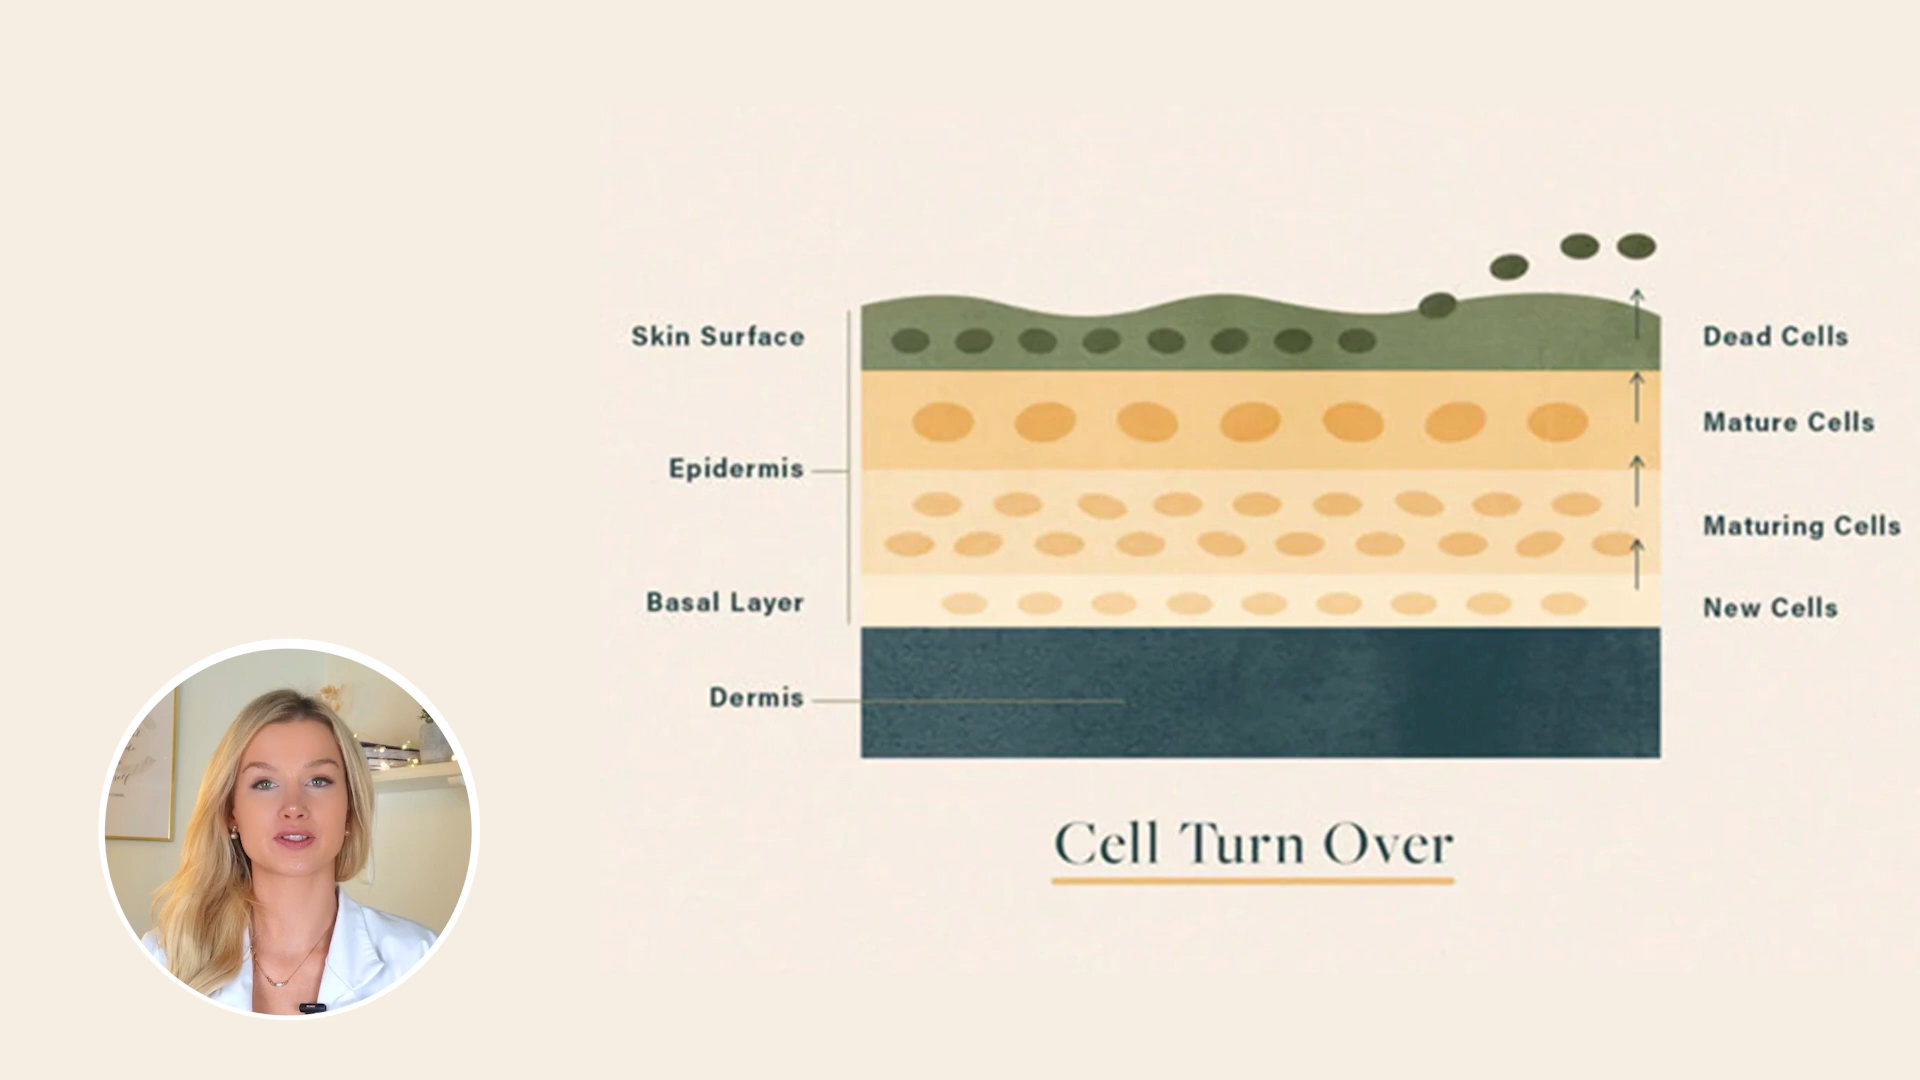 Skin Surface
Epidermis
Basal Layer
Dermis
Dead Cells
Mature Cells
Maturing Cells
New Cells
Cell Turn Over